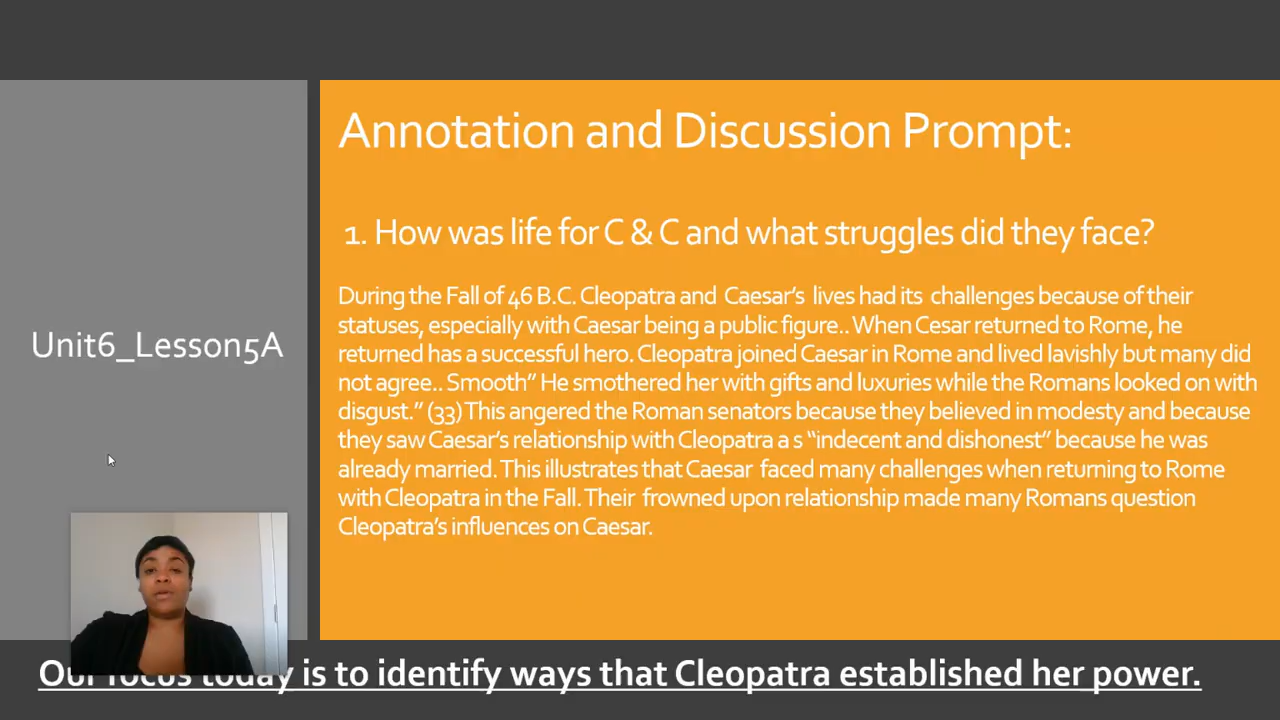 Annotation and Discussion Prompt:
1. How was life for C & C and what struggles did they face?
During the Fall of 46 B.C. Cleopatra and Caesar's lives had its challenges because of their
statuses, especially with Caesar being a public figure.. When Cesar returned to Rome, he
returned has a successful hero. Cleopatra joined Caesar in Rome and lived lavishly but many did
not agree.. Smooth" He smothered her with gifts and luxuries while the Romans looked on with
disgust." (33) This angered the Roman senators because they believed in modesty and because
they saw Caesar's relationship with Cleopatra a s "indecent and dishonest" because he was
already married. This illustrates that Caesar faced many challenges when returning to Rome
with Cleopatra in the Fall. Their frowned upon relationship made many Romans question
Cleopatra's influences on Caesar.
Unit6_Lesson5A
Our focus today is to identify ways that Cleopatra established her power.